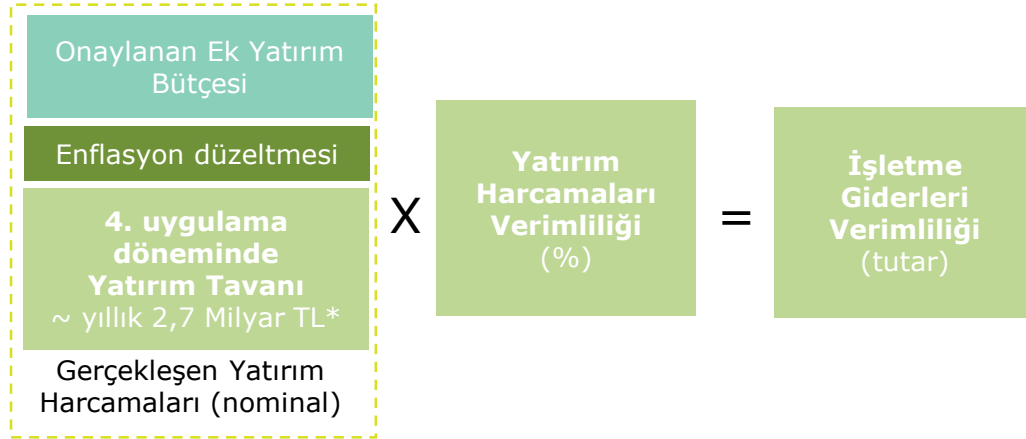 Onaylanan Ek Yatırım
Bütçesi
Enflasyon düzeltmesi
4. uygulama
döneminde
Yatırım Tavanı
~ yıllık 2,7 Milyar TL*
Gerçekleşen Yatırım
Harcamaları (nominal)
X
Yatırım
Harcamaları
Verimliliği
(%)
=
İşletme
Giderleri
Verimliliği
(tutar)